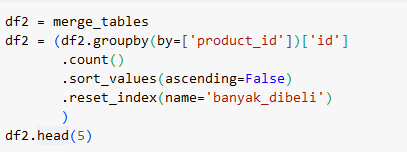 df2 = merge_tables
df2 = (df2.groupby(by=['product_id'])['id']
.count()
.sort_values(ascending=False)
.reset_index(name='banyak_dibeli')
)
df2.head(5)